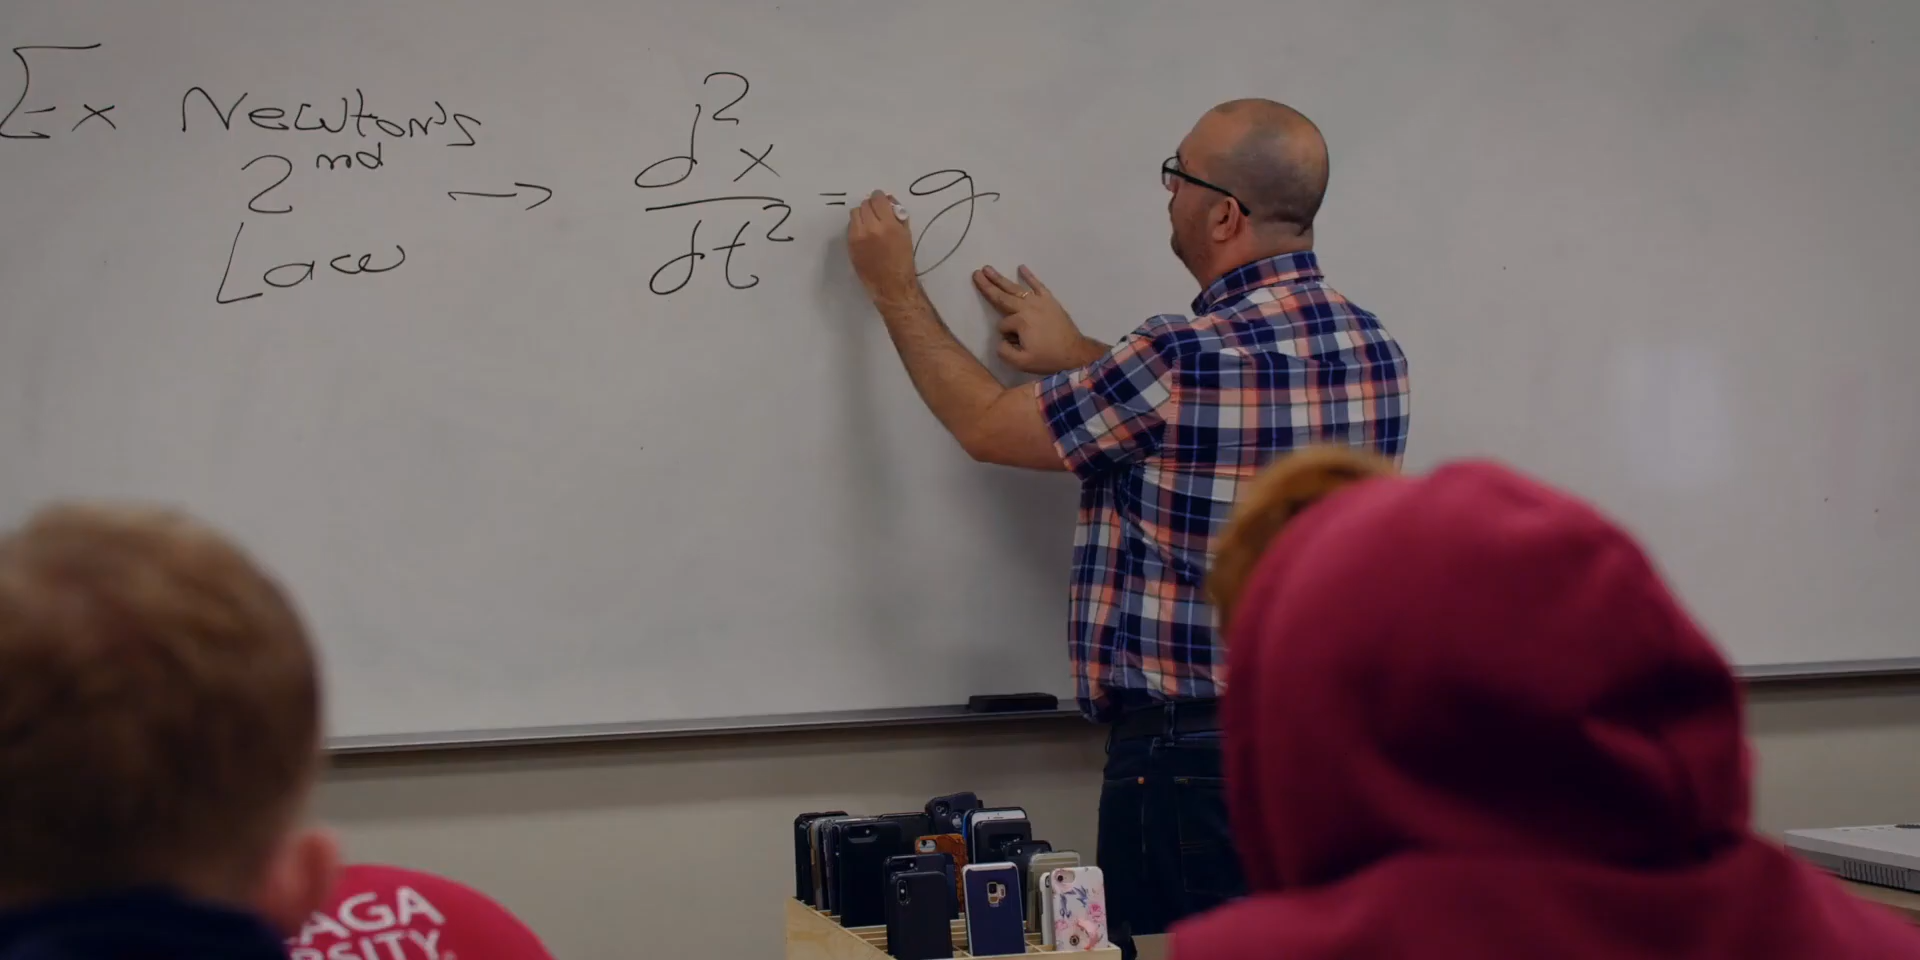 Ex Newton's
2nd
Law → d²x/dt² = g
AGA
RSITY